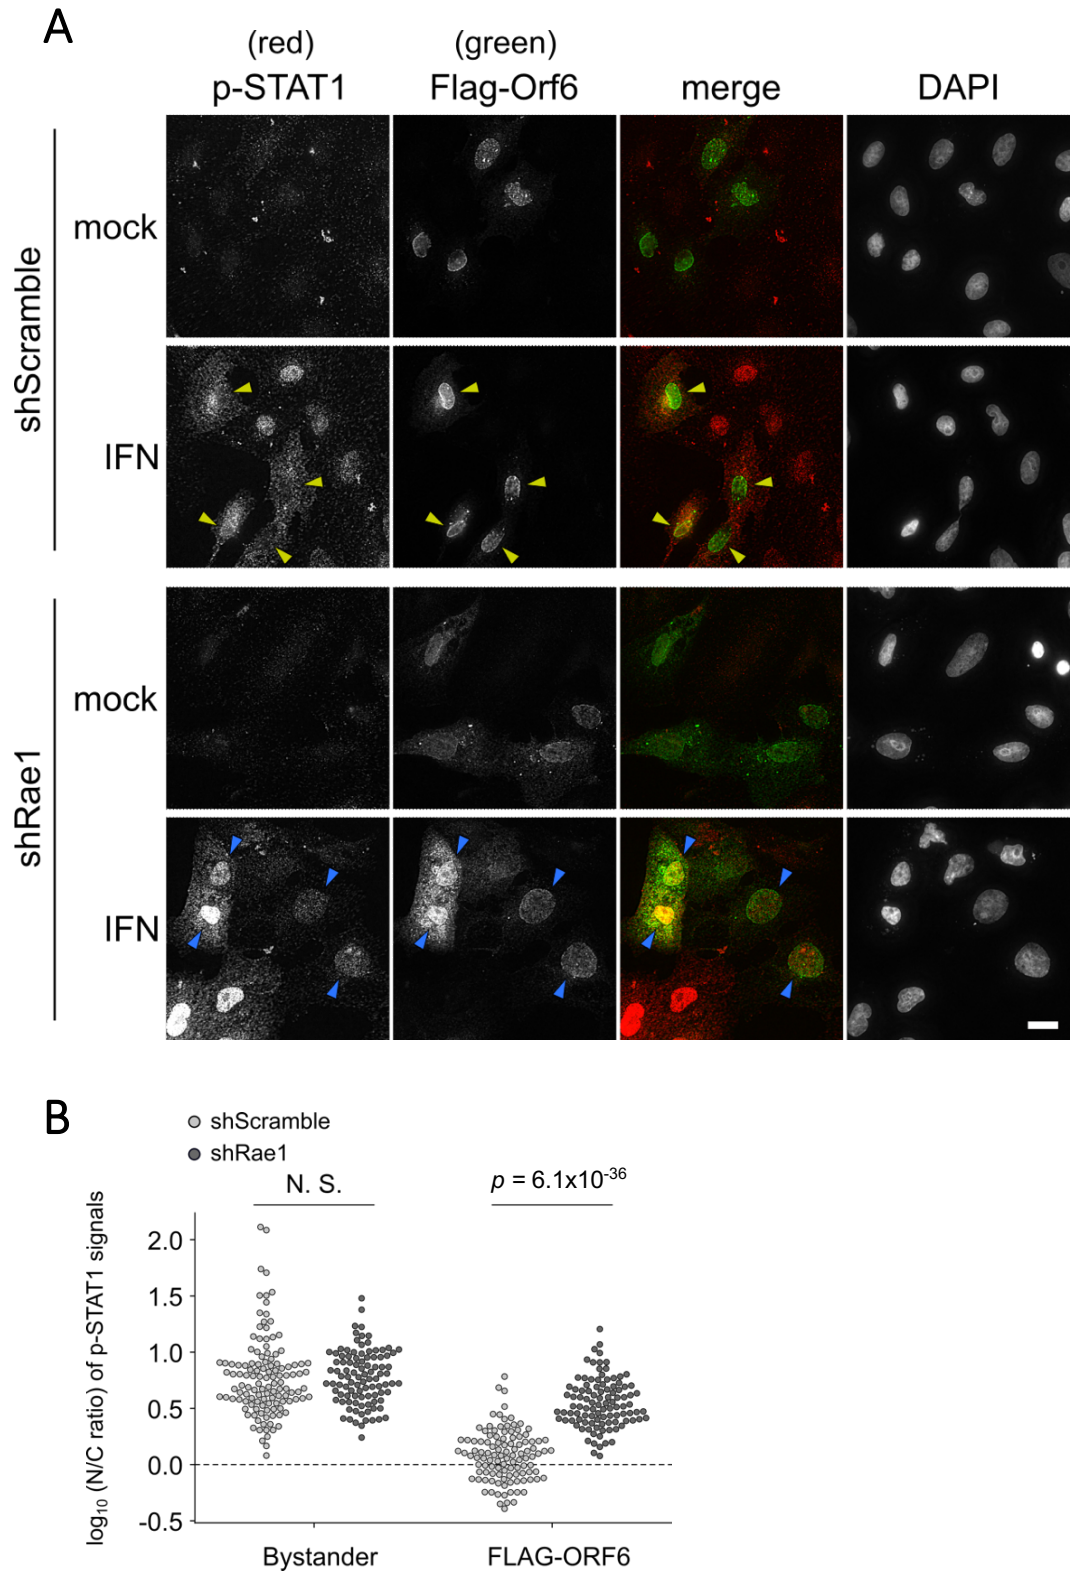 A
(red) (green)
p-STAT1 Flag-Orf6 merge DAPI
shScramble
mock
IFN
shRae1
mock
IFN
B
shScramble
shRae1
N. S. p = 6.1x10⁻³⁶
log₁₀ (N/C ratio) of p-STAT1 signals
2.0
1.5
1.0
0.5
0.0
-0.5
Bystander FLAG-ORF6